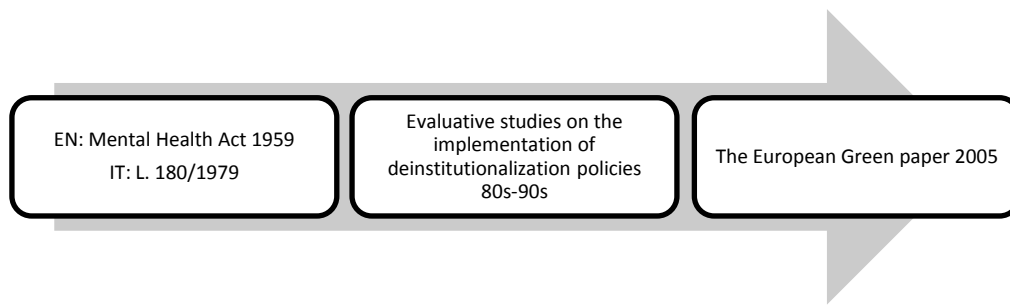 EN: Mental Health Act 1959
IT: L. 180/1979
Evaluative studies on the
implementation of
deinstitutionalization policies
80s-90s
The European Green paper 2005